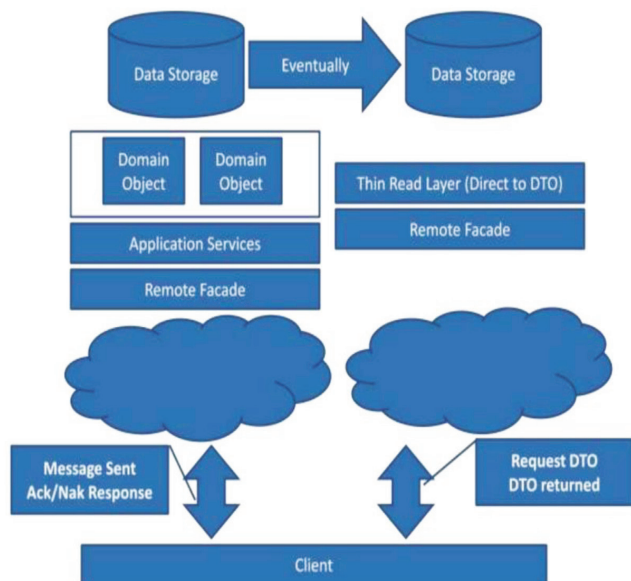 Data Storage
Eventually
Data Storage
Domain
Object
Domain
Object
Thin Read Layer (Direct to DTO)
Application Services
Remote Facade
Remote Facade
Message Sent
Ack/Nak Response
Request DTO
DTO returned
Client